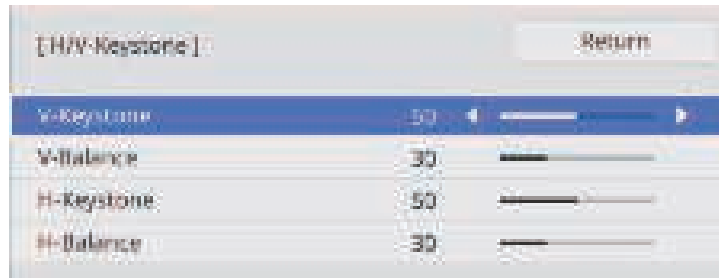 [ H/V-Keystone ] Return
V-Keystone 50
V-Balance 30
H-Keystone 50
H-Balance 30